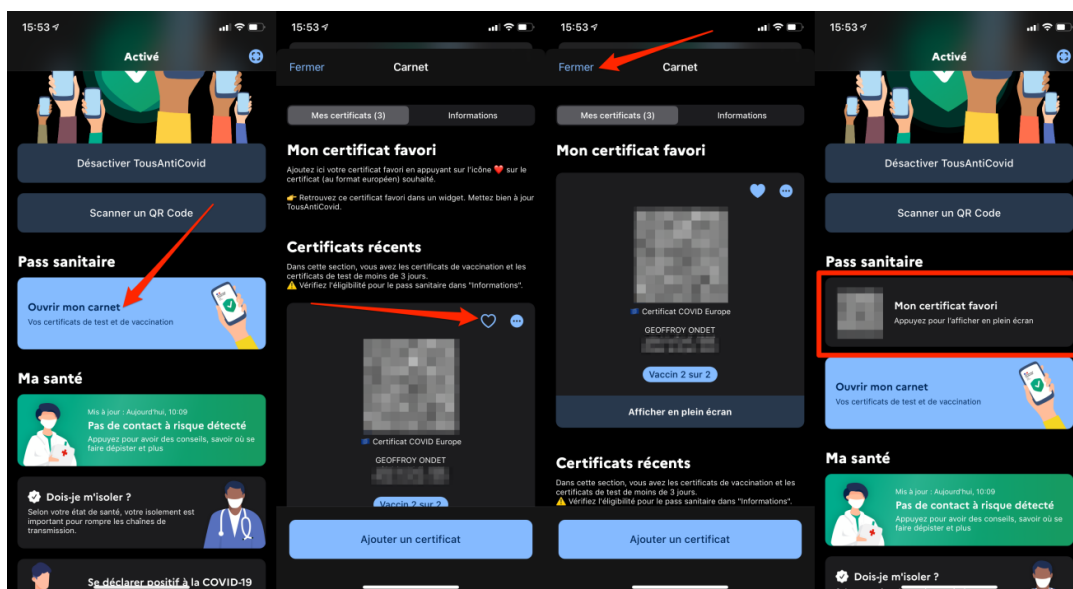 15:53
Activé
Désactiver TousAntiCovid
Scanner un QR Code
Pass sanitaire
Ouvrir mon carnet
Vos certificats de test et de vaccination
Ma santé
Mis à jour : Aujourd'hui, 10:09
Pas de contact à risque détecté
Appuyez pour avoir des conseils, savoir où se
faire dépister et plus
Dois-je m'isoler ?
Selon votre état de santé, votre isolement est
important pour rompre les chaînes de
transmission.
Se déclarer positif à la COVID-19
15:53
Fermer
Carnet
Mes certificats (3)
Informations
Mon certificat favori
Ajoutez ici votre certificat favori en appuyant sur l'icône ❤️ sur le
certificat (au format européen) souhaité.
👉 Retrouvez ce certificat favori dans un widget. Mettez bien à jour
TousAntiCovid.
Certificats récents
Dans cette section, vous avez les certificats de vaccination et les
certificats de test de moins de 3 jours.
⚠️ Vérifiez l'éligibilité pour le pass sanitaire dans "Informations".
Certificat COVID Europe
GEOFFROY ONDET
Vaccin 2 sur 2
Ajouter un certificat
15:53
Fermer
Carnet
Mes certificats (3)
Informations
Mon certificat favori
Certificat COVID Europe
GEOFFROY ONDET
Vaccin 2 sur 2
Afficher en plein écran
Certificats récents
Dans cette section, vous avez les certificats de vaccination et les
certificats de test de moins de 3 jours.
⚠️ Vérifiez l'éligibilité pour le pass sanitaire dans "Informations".
Ajouter un certificat
15:53
Activé
Désactiver TousAntiCovid
Scanner un QR Code
Pass sanitaire
Mon certificat favori
Appuyez pour l'afficher en plein écran
Ouvrir mon carnet
Vos certificats de test et de vaccination
Ma santé
Mis à jour : Aujourd'hui, 10:09
Pas de contact à risque détecté
Appuyez pour avoir des conseils, savoir où se
faire dépister et plus
Dois-je m'isoler ?